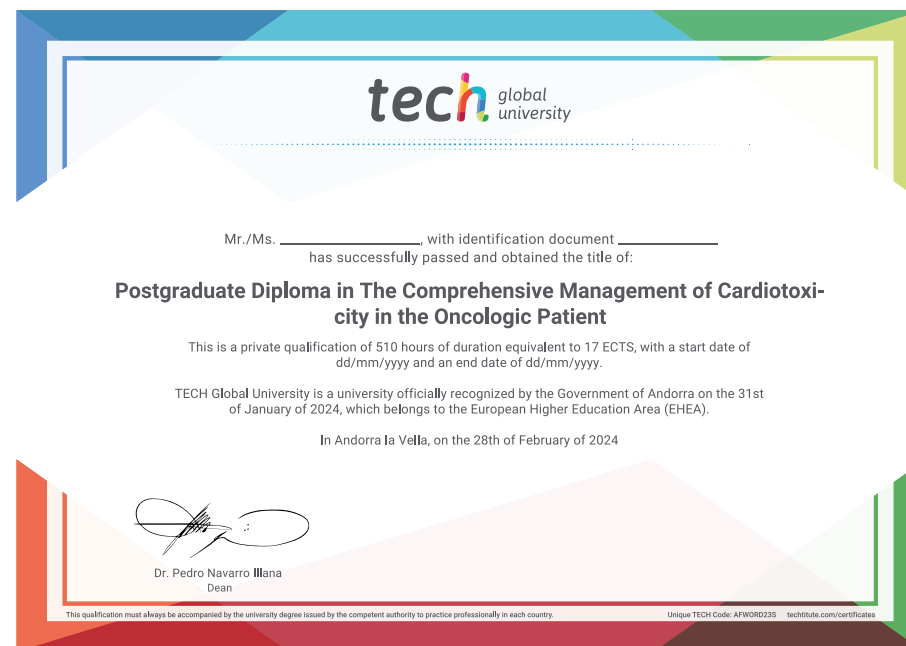 tech global university
Mr./Ms. ____________________, with identification document ______________
has successfully passed and obtained the title of:
Postgraduate Diploma in The Comprehensive Management of Cardiotoxi-
city in the Oncologic Patient
This is a private qualification of 510 hours of duration equivalent to 17 ECTS, with a start date of
dd/mm/yyyy and an end date of dd/mm/yyyy.
TECH Global University is a university officially recognized by the Government of Andorra on the 31st
of January of 2024, which belongs to the European Higher Education Area (EHEA).
In Andorra la Vella, on the 28th of February of 2024
Dr. Pedro Navarro Illana
Dean
This qualification must always be accompanied by the university degree issued by the competent authority to practice professionally in each country.
Unique TECH Code: AFWORD23S techtitute.com/certificates